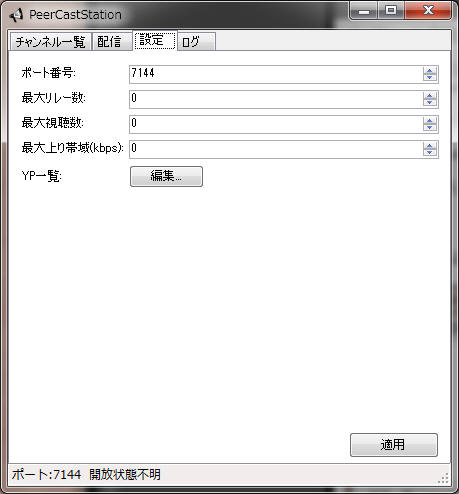 PeerCastStation
チャンネル一覧 配信 設定 ログ
ポート番号: 7144
最大リレー数: 0
最大視聴数: 0
最大上り帯域(kbps): 0
YP一覧: 編集...
適用
ポート:7144 開放状態不明